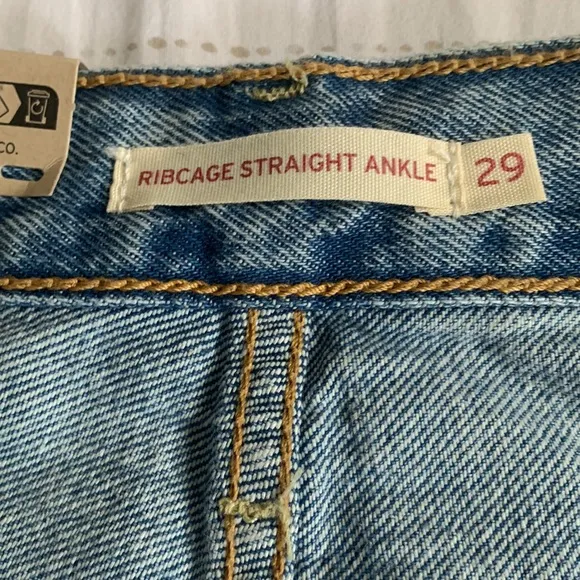 CO.
RIBCAGE STRAIGHT ANKLE 29